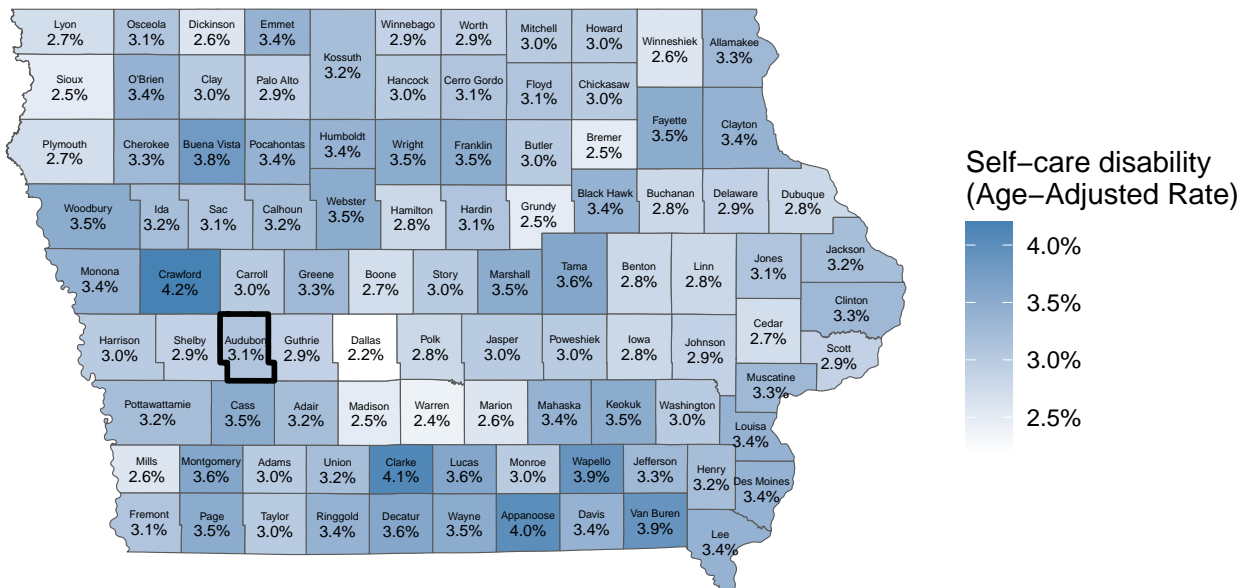 Lyon
2.7%
Osceola
3.1%
Dickinson
2.6%
Emmet
3.4%
Kossuth
3.2%
Winnebago
2.9%
Worth
2.9%
Mitchell
3.0%
Howard
3.0%
Winneshiek
2.6%
Allamakee
3.3%
Sioux
2.5%
O'Brien
3.4%
Clay
3.0%
Palo Alto
2.9%
Hancock
3.0%
Cerro Gordo
3.1%
Floyd
3.1%
Chickasaw
3.0%
Fayette
3.5%
Clayton
3.4%
Plymouth
2.7%
Cherokee
3.3%
Buena Vista
3.8%
Pocahontas
3.4%
Humboldt
3.4%
Wright
3.5%
Franklin
3.5%
Butler
3.0%
Bremer
2.5%
Woodbury
3.5%
Ida
3.2%
Sac
3.1%
Calhoun
3.2%
Webster
3.5%
Hamilton
2.8%
Hardin
3.1%
Grundy
2.5%
Black Hawk
3.4%
Buchanan
2.8%
Delaware
2.9%
Dubuque
2.8%
Monona
3.4%
Crawford
4.2%
Carroll
3.0%
Greene
3.3%
Boone
2.7%
Story
3.0%
Marshall
3.5%
Tama
3.6%
Benton
2.8%
Linn
2.8%
Jones
3.1%
Jackson
3.2%
Clinton
3.3%
Harrison
3.0%
Shelby
2.9%
Audubon
3.1%
Guthrie
2.9%
Dallas
2.2%
Polk
2.8%
Jasper
3.0%
Poweshiek
3.0%
Iowa
2.8%
Johnson
2.9%
Cedar
2.7%
Scott
2.9%
Muscatine
3.3%
Pottawattamie
3.2%
Cass
3.5%
Adair
3.2%
Madison
2.5%
Warren
2.4%
Marion
2.6%
Mahaska
3.4%
Keokuk
3.5%
Washington
3.0%
Louisa
3.4%
Mills
2.6%
Montgomery
3.6%
Adams
3.0%
Union
3.2%
Clarke
4.1%
Lucas
3.6%
Monroe
3.0%
Wapello
3.9%
Jefferson
3.3%
Henry
3.2%
Des Moines
3.4%
Fremont
3.1%
Page
3.5%
Taylor
3.0%
Ringgold
3.4%
Decatur
3.6%
Wayne
3.5%
Appanoose
4.0%
Davis
3.4%
Van Buren
3.9%
Lee
3.4%
Self−care disability
(Age−Adjusted Rate)
4.0%
3.5%
3.0%
2.5%